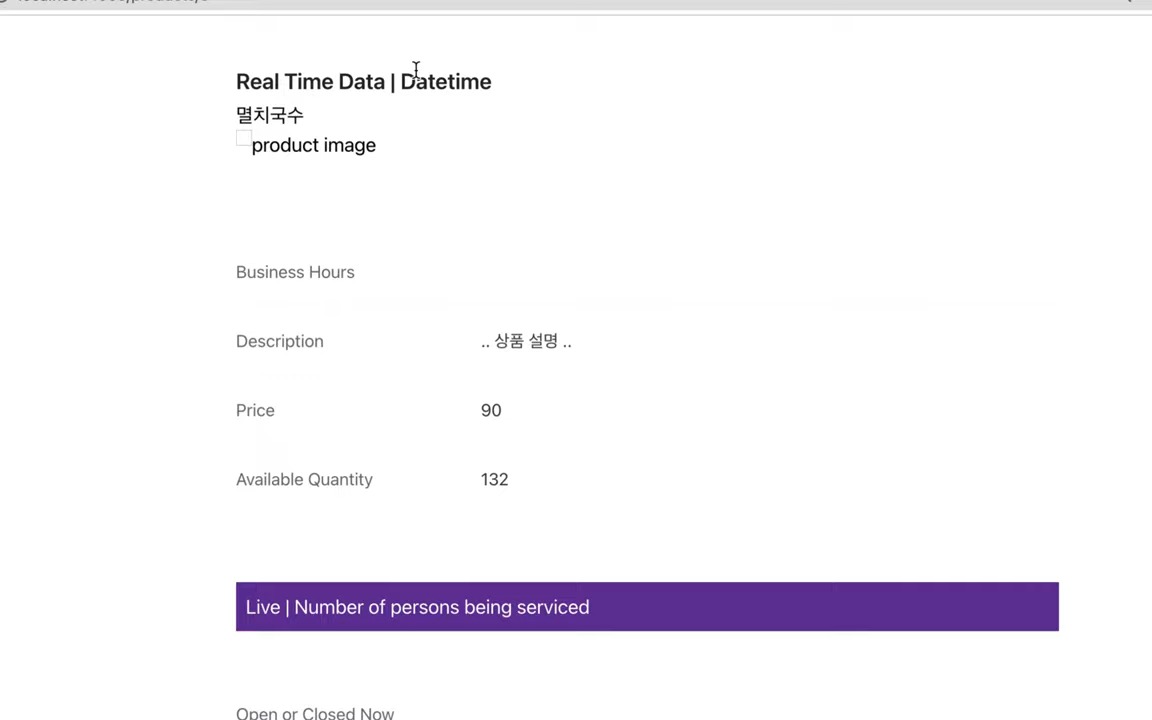 Real Time Data | Datetime
멸치국수
product image
Business Hours
Description .. 상품 설명 ..
Price 90
Available Quantity 132
Live | Number of persons being serviced
Open or Closed Now